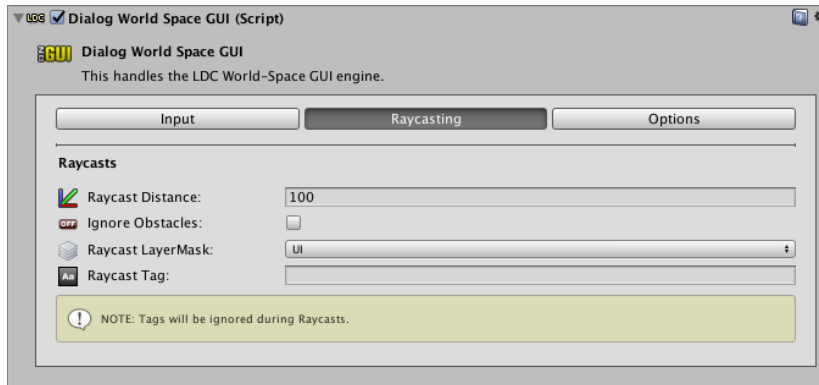 LDC Dialog World Space GUI (Script)
GUI Dialog World Space GUI
This handles the LDC World-Space GUI engine.
Input Raycasting Options
Raycasts
Raycast Distance: 100
OFF Ignore Obstacles:
Raycast LayerMask: UI
Aa Raycast Tag:
NOTE: Tags will be ignored during Raycasts.